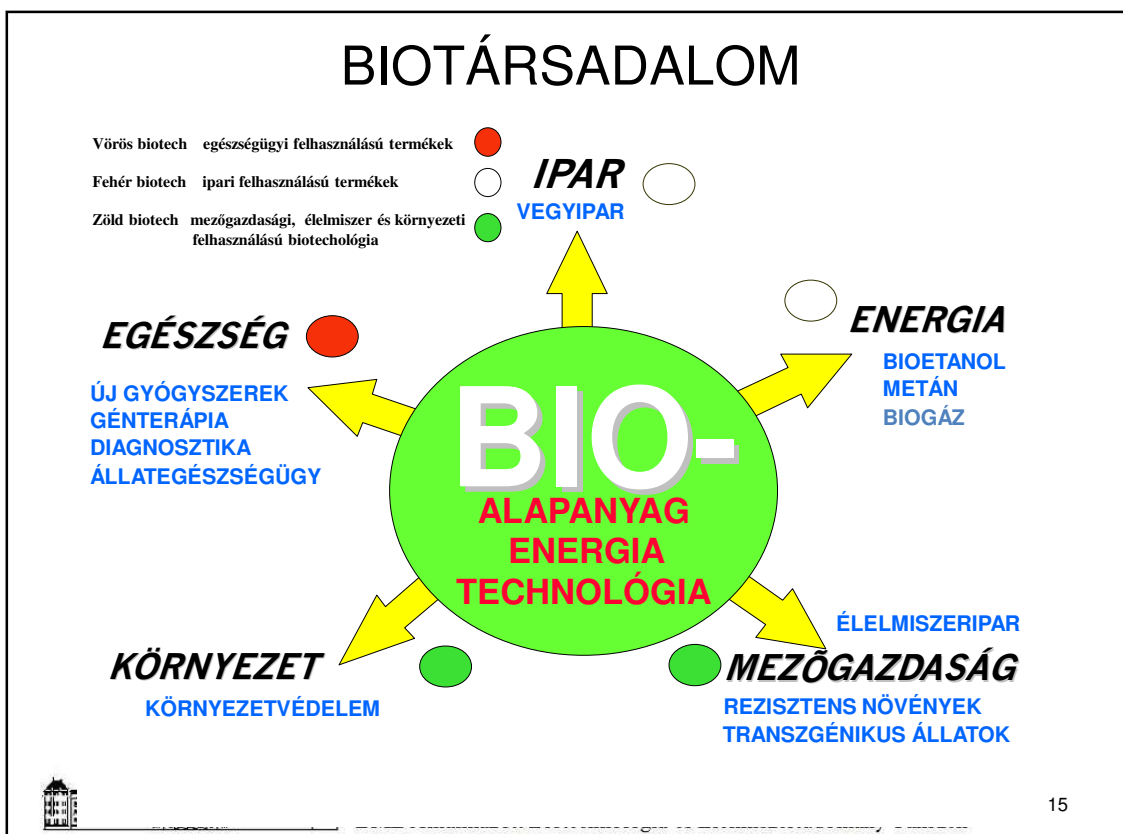 BIOTÁRSADALOM
Vörös biotech egészségügyi felhasználású termékek
Fehér biotech ipari felhasználású termékek
Zöld biotech mezőgazdasági, élelmiszer és környezeti
felhasználású biotechológia
IPAR
VEGYIPAR
EGÉSZSÉG
ÚJ GYÓGYSZEREK
GÉNTERÁPIA
DIAGNOSZTIKA
ÁLLATEGÉSZSÉGÜGY
ENERGIA
BIOETANOL
METÁN
BIOGÁZ
BIO-
ALAPANYAG
ENERGIA
TECHNOLÓGIA
KÖRNYEZET
KÖRNYEZETVÉDELEM
ÉLELMISZERIPAR
MEZÕGAZDASÁG
REZISZTENS NÖVÉNYEK
TRANSZGÉNIKUS ÁLLATOK
15